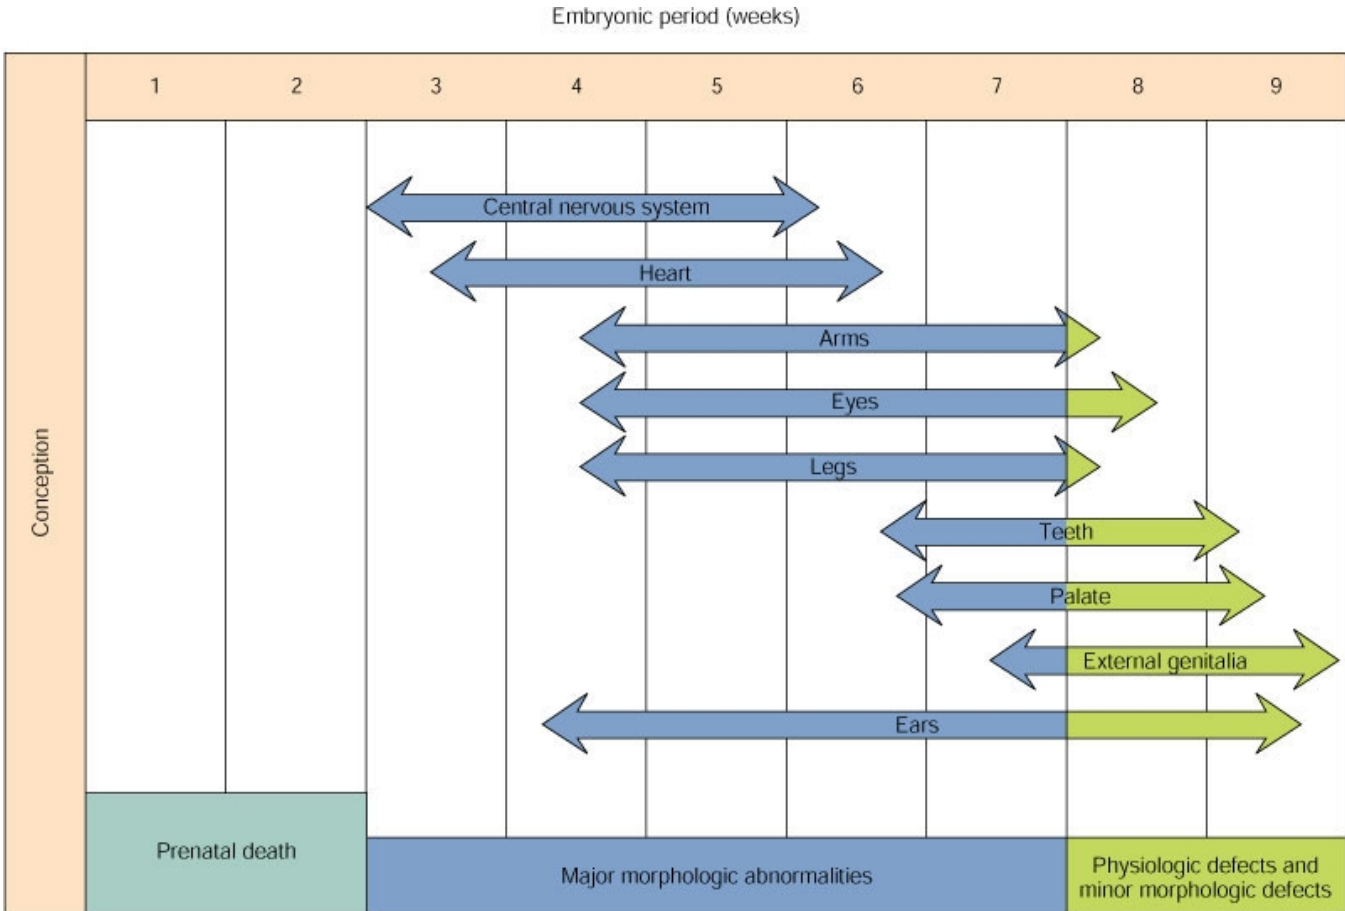 Embryonic period (weeks)
1 2 3 4 5 6 7 8 9
Conception
Central nervous system
Heart
Arms
Eyes
Legs
Teeth
Palate
External genitalia
Ears
Prenatal death
Major morphologic abnormalities
Physiologic defects and
minor morphologic defects